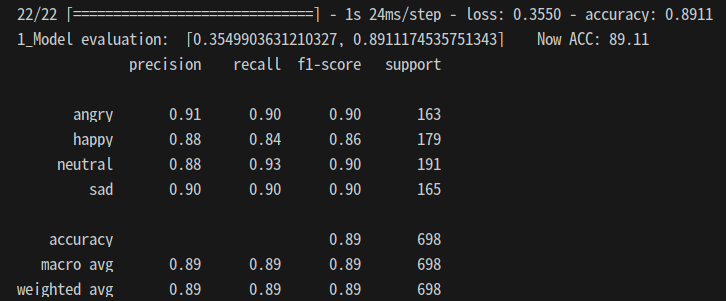 22/22 [==============================] - 1s 24ms/step - loss: 0.3550 - accuracy: 0.8911
1_Model evaluation:  [0.3549903631210327, 0.8911174535751343]    Now ACC: 89.11
              precision    recall  f1-score   support
       angry       0.91      0.90      0.90       163
       happy       0.88      0.84      0.86       179
     neutral       0.88      0.93      0.90       191
         sad       0.90      0.90      0.90       165
    accuracy                           0.89       698
   macro avg       0.89      0.89      0.89       698
weighted avg       0.89      0.89      0.89       698